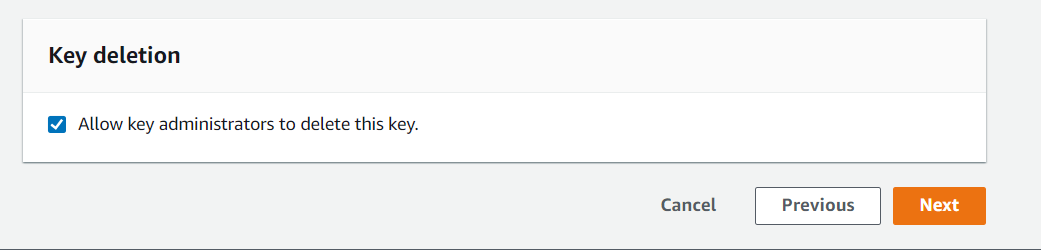 Key deletion
Allow key administrators to delete this key.
Cancel Previous Next